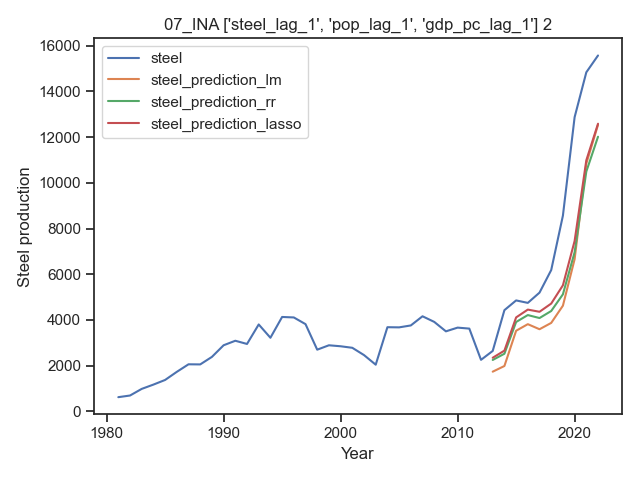 07_INA ['steel_lag_1', 'pop_lag_1', 'gdp_pc_lag_1'] 2
steel
steel_prediction_lm
steel_prediction_rr
steel_prediction_lasso
16000
14000
12000
10000
8000
6000
4000
2000
0
Steel production
1980 1990 2000 2010 2020
Year